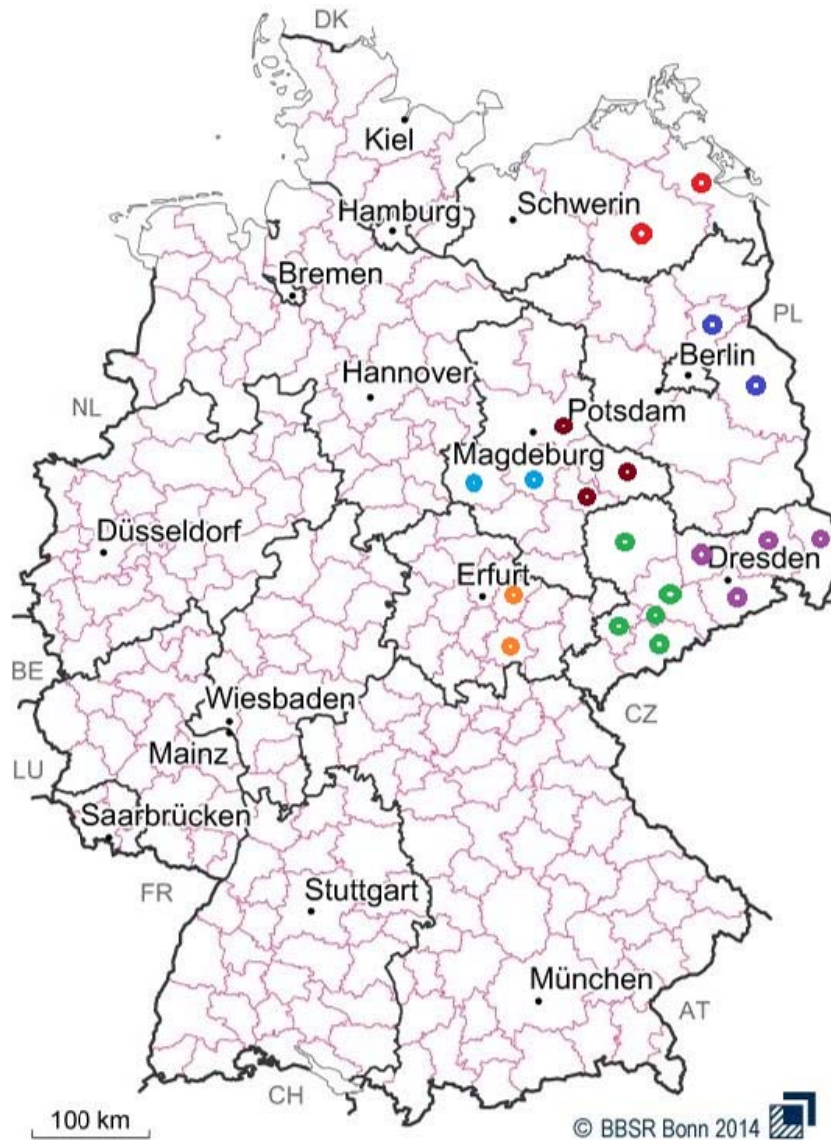 DK
Kiel
Schwerin
Hamburg
Bremen
PL
Berlin
Hannover
NL
Potsdam
Magdeburg
Düsseldorf
Dresden
Erfurt
BE
Wiesbaden
CZ
Mainz
LU
Saarbrücken
FR
Stuttgart
München
AT
CH
100 km
© BBSR Bonn 2014